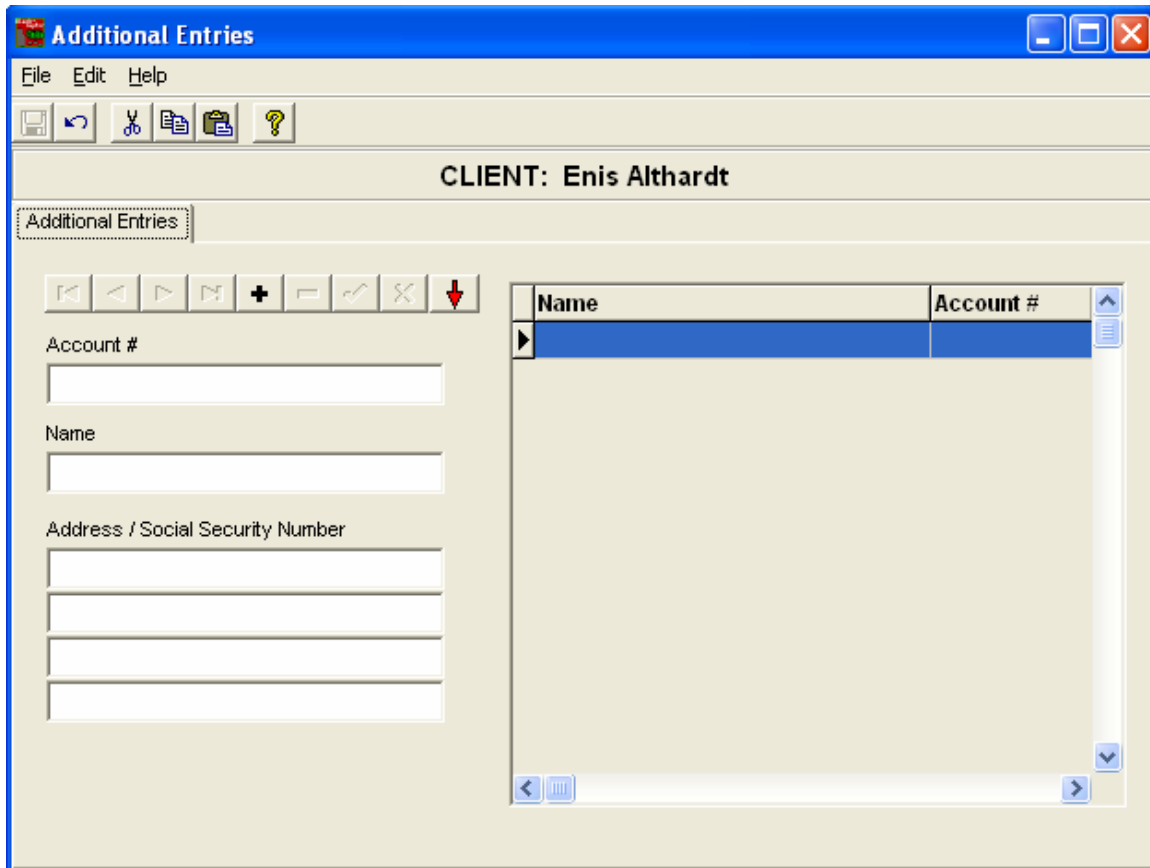 Additional Entries
File Edit Help
CLIENT: Enis Althardt
Additional Entries
Name Account #
Account #
Name
Address / Social Security Number